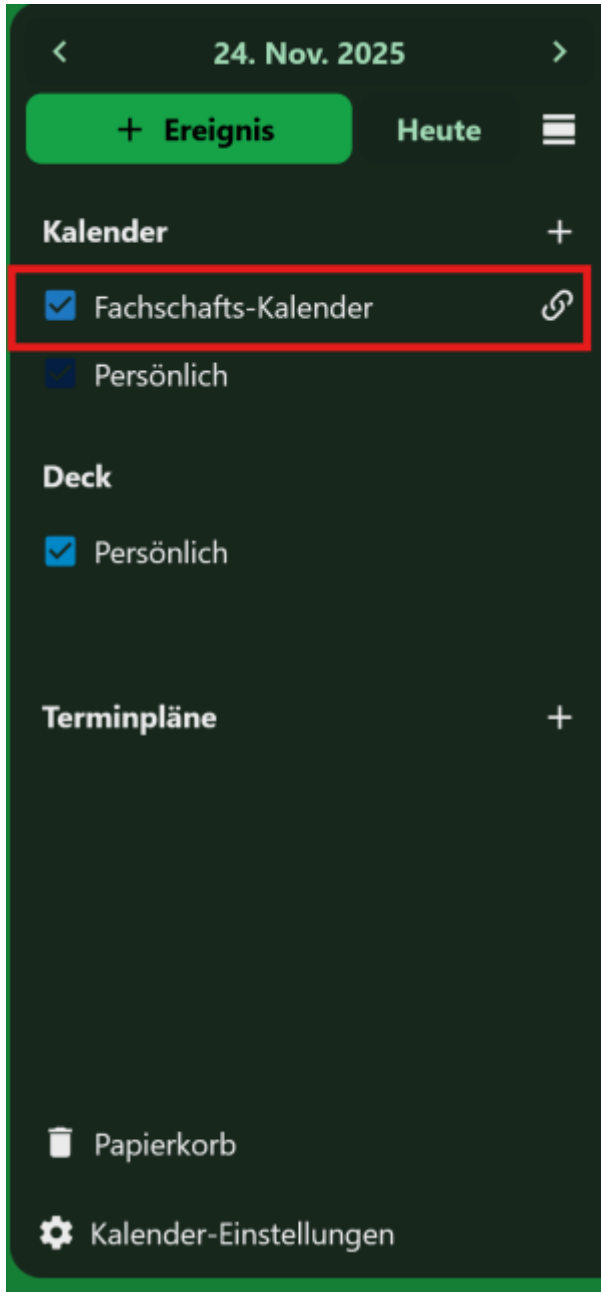 24. Nov. 2025
+ Ereignis Heute
Kalender
Fachschafts-Kalender
Persönlich
Deck
Persönlich
Terminpläne
Papierkorb
Kalender-Einstellungen